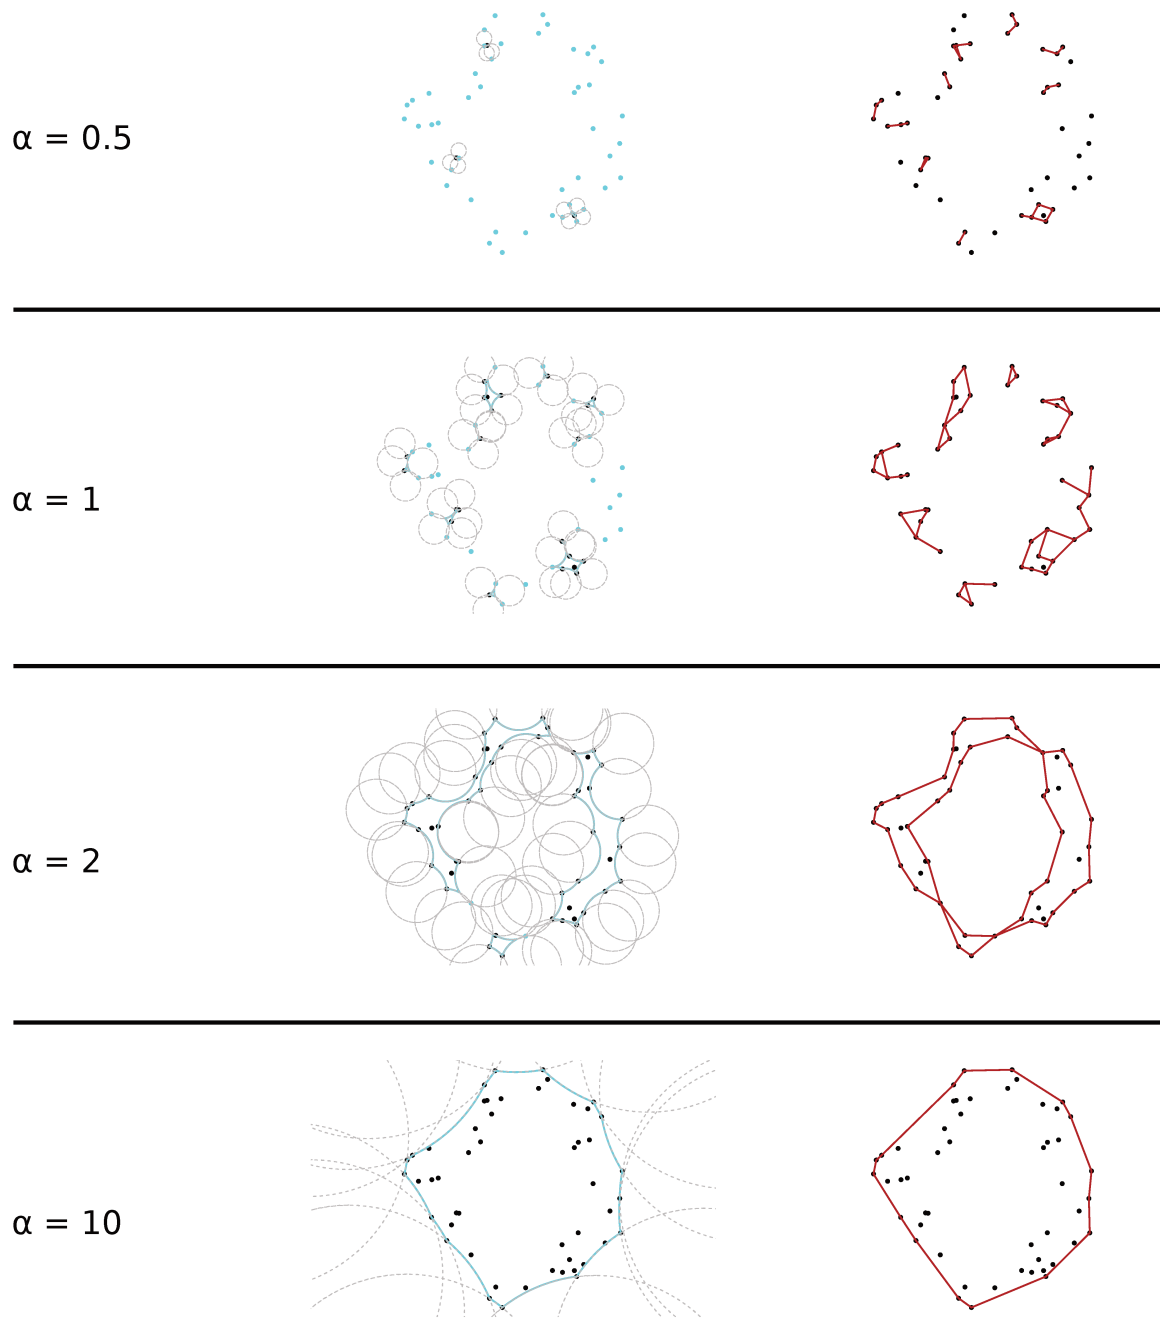 α = 0.5
α = 1
α = 2
α = 10